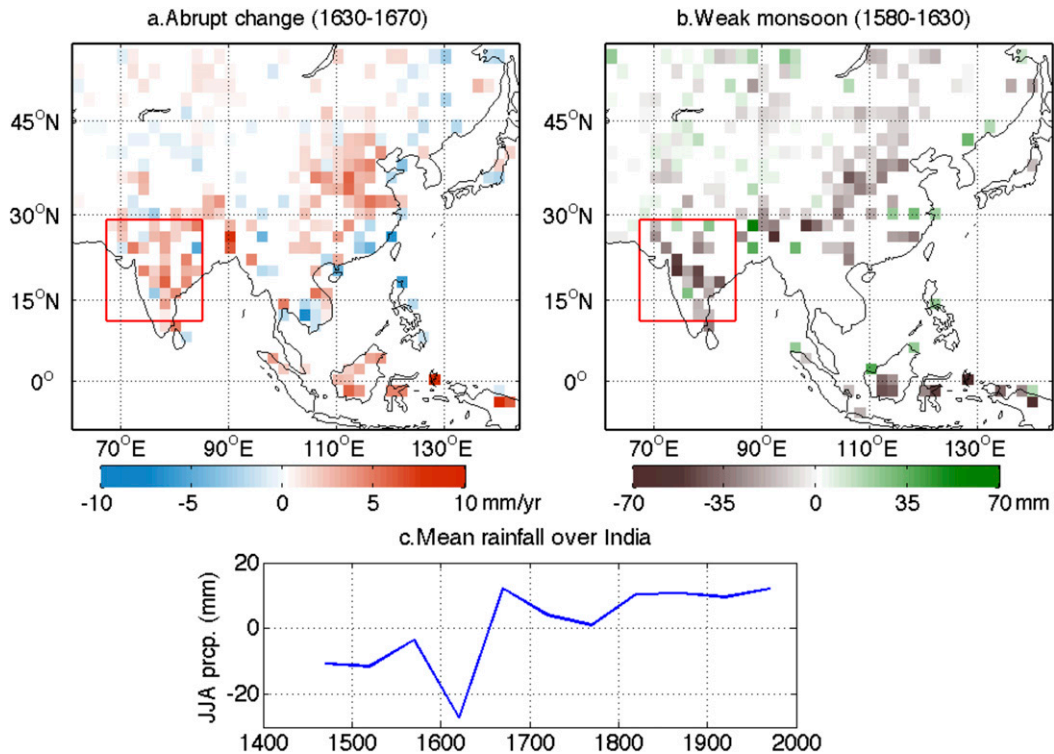 a.Abrupt change (1630-1670)
b.Weak monsoon (1580-1630)
45°N
30°N
15°N
0°
70°E 90°E 110°E 130°E
-10 -5 0 5 10 mm/yr
45°N
30°N
15°N
0°
70°E 90°E 110°E 130°E
-70 -35 0 35 70 mm
c.Mean rainfall over India
JJA prcp. (mm)
20
0
-20
1400 1500 1600 1700 1800 1900 2000